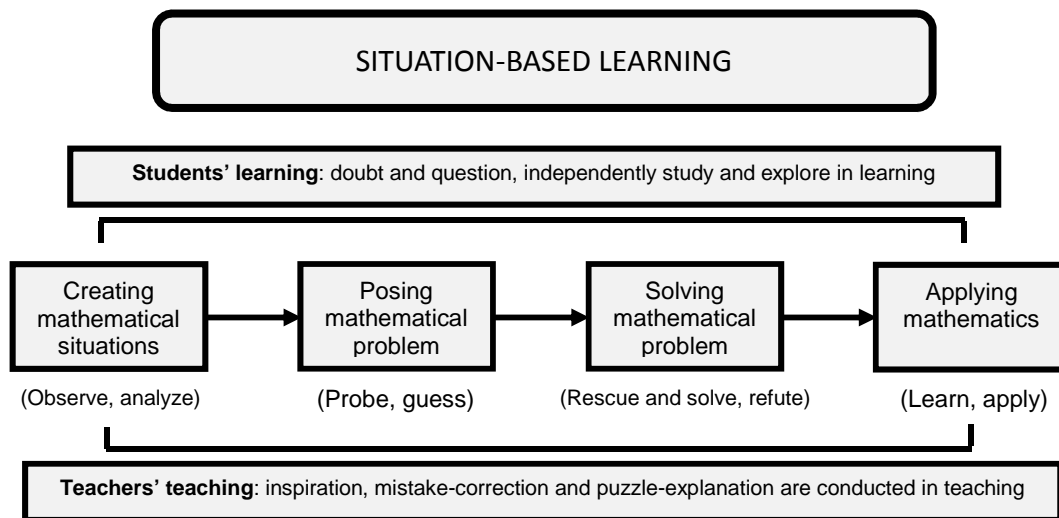 SITUATION-BASED LEARNING
Students’ learning: doubt and question, independently study and explore in learning
Creating
mathematical
situations
Posing
mathematical
problem
Solving
mathematical
problem
Applying
mathematics
(Observe, analyze)
(Probe, guess)
(Rescue and solve, refute)
(Learn, apply)
Teachers’ teaching: inspiration, mistake-correction and puzzle-explanation are conducted in teaching